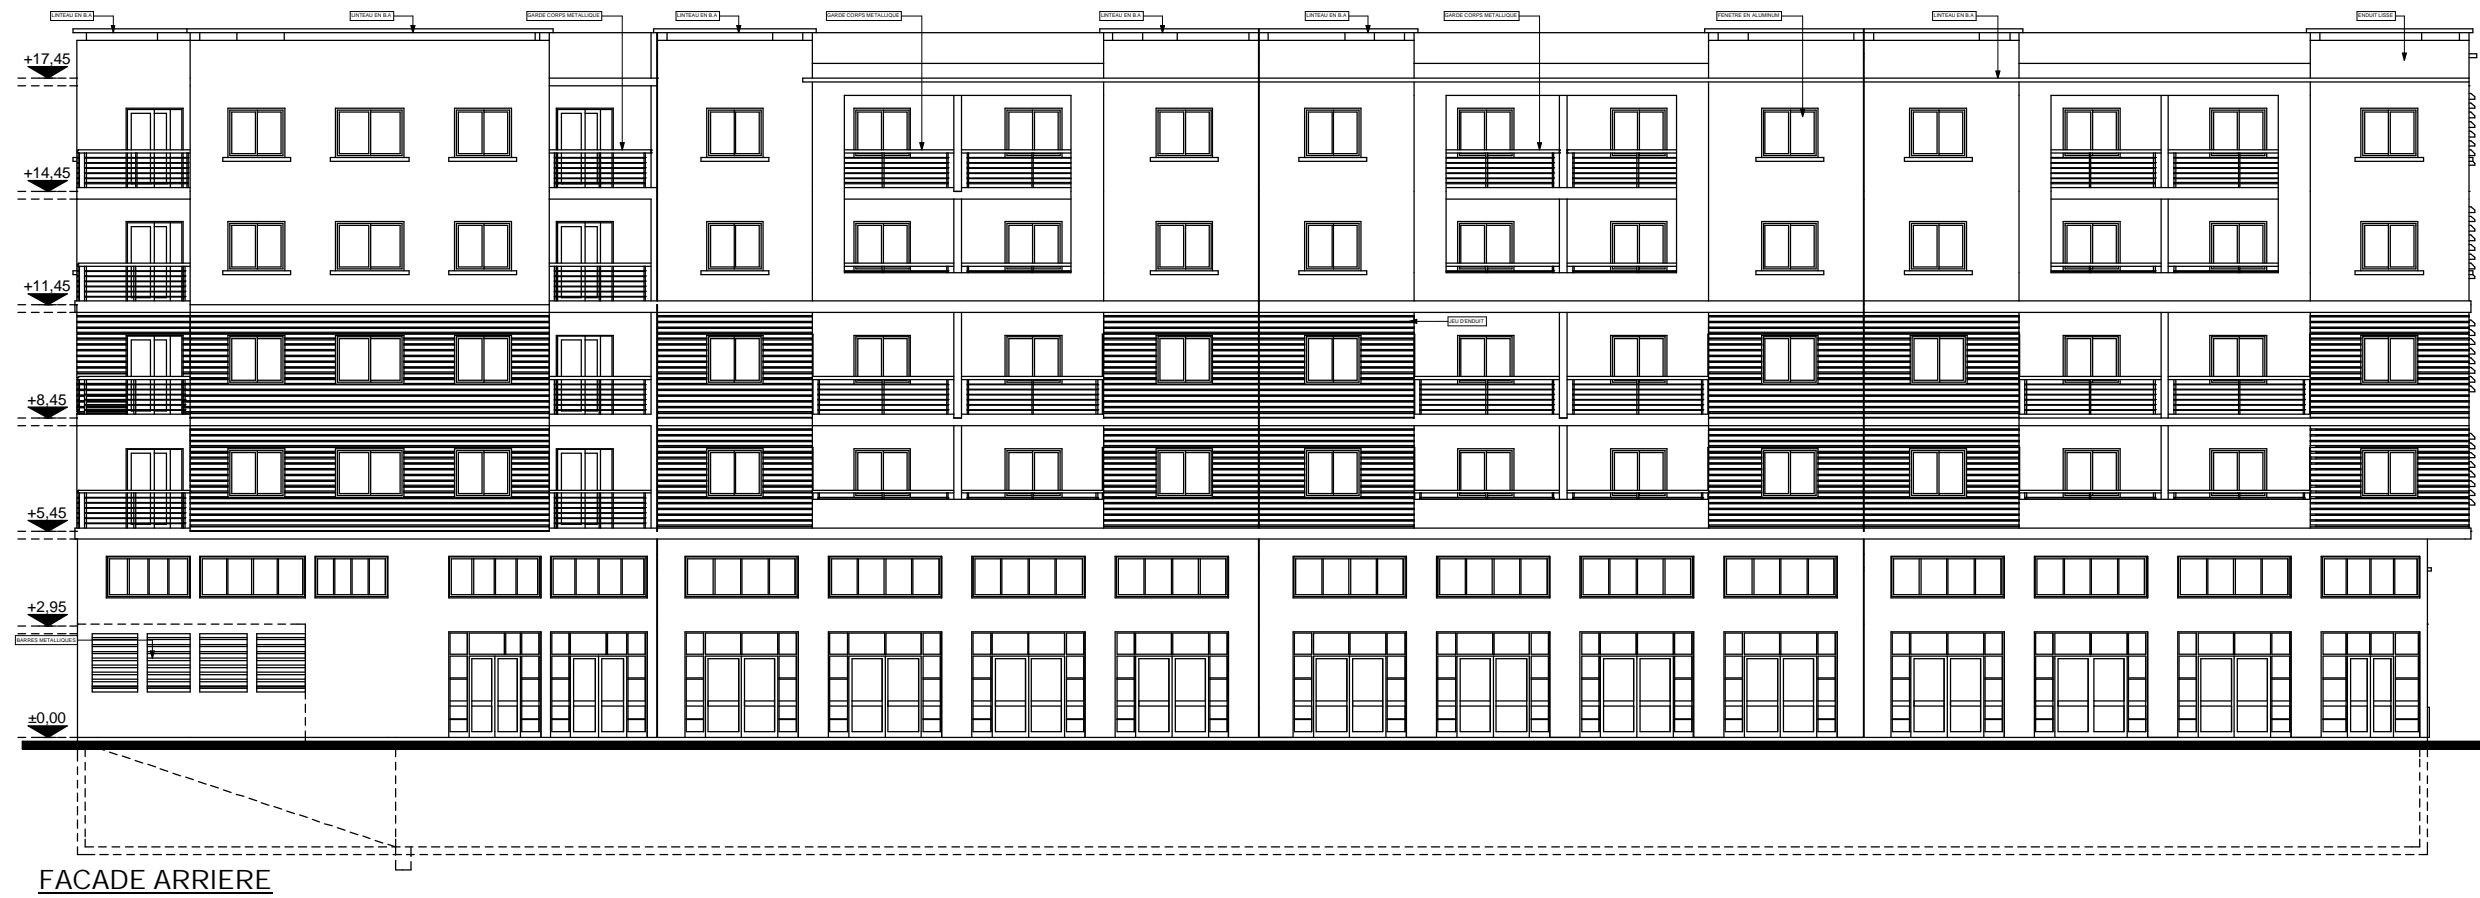 LINTEAU EN B.A
LINTEAU EN B.A
GARDE CORPS METALLIQUE
LINTEAU EN B.A
GARDE CORPS METALLIQUE
LINTEAU EN B.A
LINTEAU EN B.A
GARDE CORPS METALLIQUE
FENETRE EN ALUMINUM
LINTEAU EN B.A
ENDUIT LISSE
+17,45
+14,45
+11,45
JEU D'ENDUIT
+8,45
+5,45
+2,95
BARRES METALLIQUES
±0,00
FACADE ARRIERE